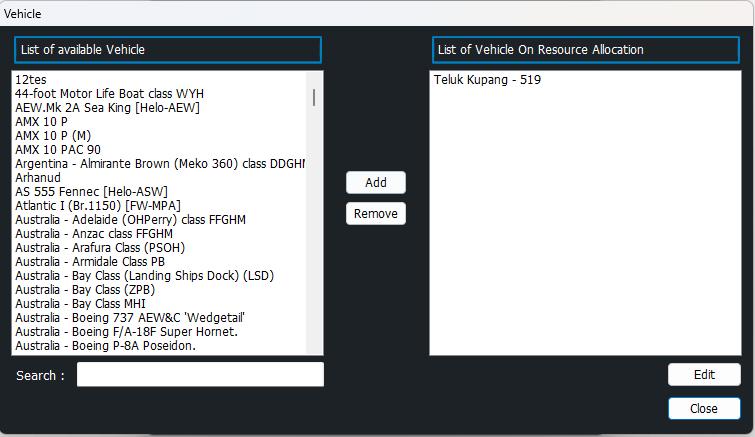 Vehicle
List of available Vehicle
12tes
44-foot Motor Life Boat class WYH
AEW.Mk 2A Sea King [Helo-AEW]
AMX 10 P
AMX 10 P (M)
AMX 10 PAC 90
Argentina - Almirante Brown (Meko 360) class DDGHM
Arhanud
AS 555 Fennec [Helo-ASW]
Atlantic I (Br.1150) [FW-MPA]
Australia - Adelaide (OHPerry) class FFGHM
Australia - Anzac class FFGHM
Australia - Arafura Class (PSOH)
Australia - Armidale Class PB
Australia - Bay Class (Landing Ships Dock) (LSD)
Australia - Bay Class (ZPB)
Australia - Bay Class MHI
Australia - Boeing 737 AEW&C 'Wedgetail'
Australia - Boeing F/A-18F Super Hornet.
Australia - Boeing P-8A Poseidon.
Search :
Add
Remove
List of Vehicle On Resource Allocation
Teluk Kupang - 519
Edit
Close